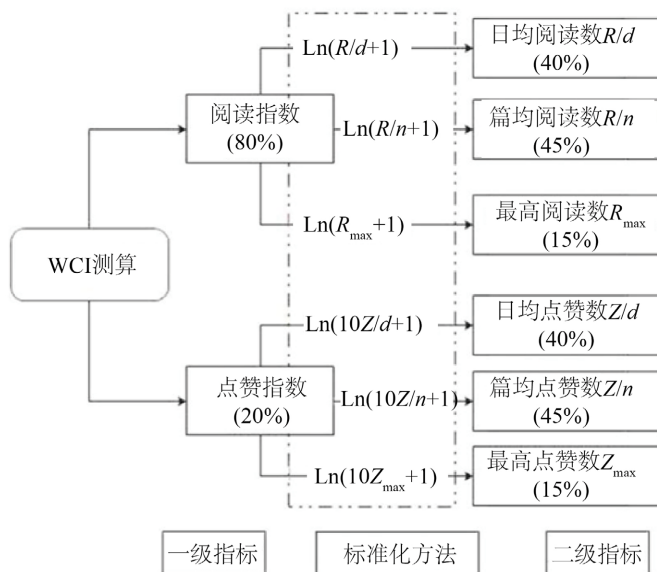 Ln(R/d+1)
日均阅读数R/d
(40%)
阅读指数
(80%)
Ln(R/n+1)
篇均阅读数R/n
(45%)
Ln(Rmax+1)
最高阅读数Rmax
(15%)
WCI测算
Ln(10Z/d+1)
日均点赞数Z/d
(40%)
点赞指数
(20%)
Ln(10Z/n+1)
篇均点赞数Z/n
(45%)
Ln(10Zmax+1)
最高点赞数Zmax
(15%)
一级指标
标准化方法
二级指标